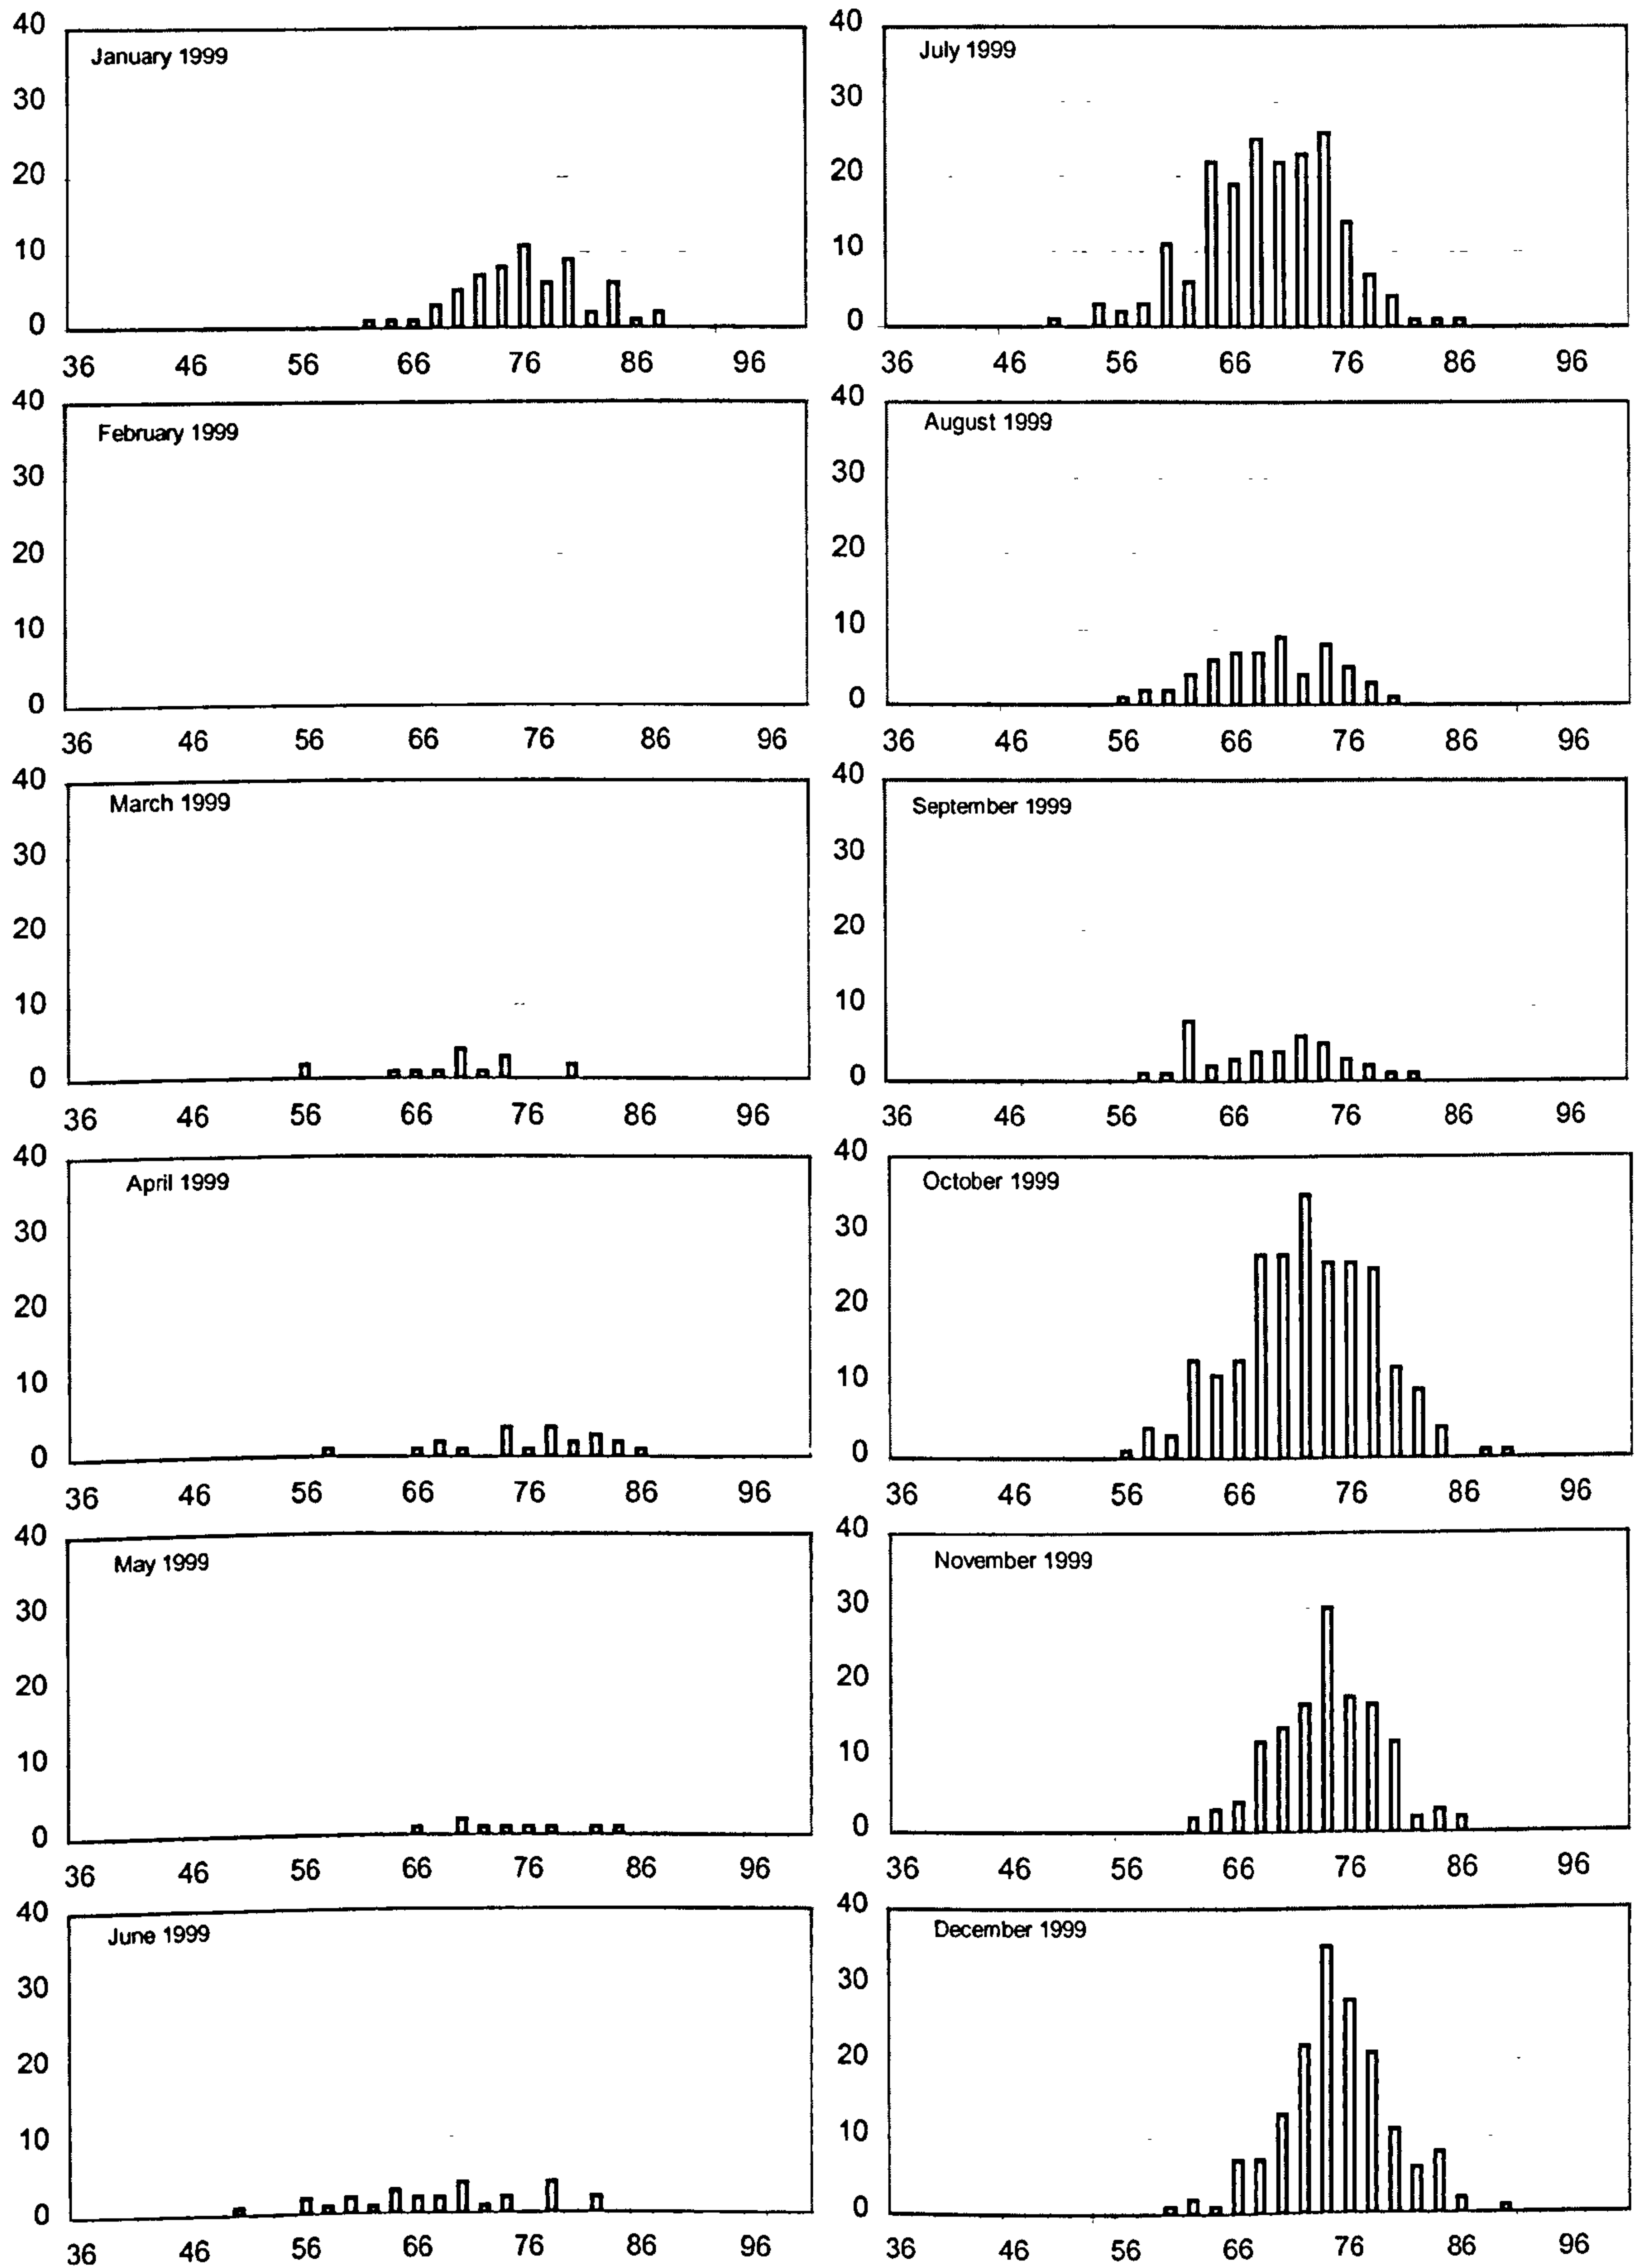 40
January 1999
30
20
10
0
36 46 56 66 76 86 96
40
February 1999
30
20
10
0
36 46 56 66 76 86 96
40
March 1999
30
20
10
0
36 46 56 66 76 86 96
40
April 1999
30
20
10
0
36 46 56 66 76 86 96
40
May 1999
30
20
10
0
36 46 56 66 76 86 96
40
June 1999
30
20
10
0
36 46 56 66 76 86 96
40
July 1999
30
20
10
0
36 46 56 66 76 86 96
40
August 1999
30
20
10
0
36 46 56 66 76 86 96
40
September 1999
30
20
10
0
36 46 56 66 76 86 96
40
October 1999
30
20
10
0
36 46 56 66 76 86 96
40
November 1999
30
20
10
0
36 46 56 66 76 86 96
40
December 1999
30
20
10
0
36 46 56 66 76 86 96